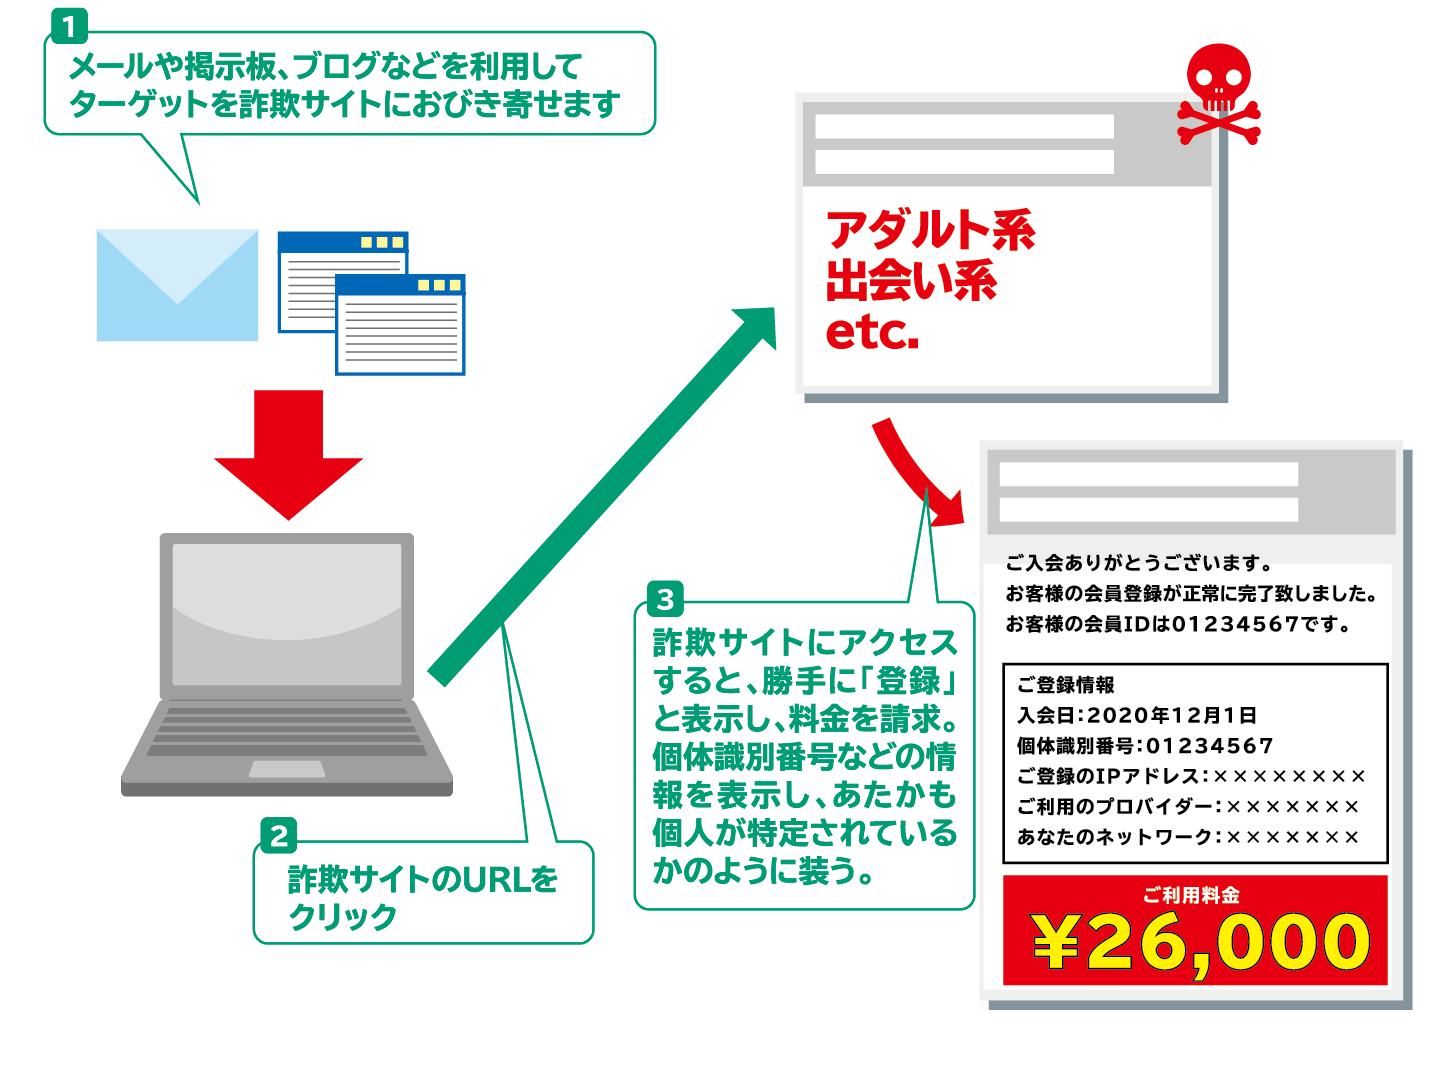 1
メールや掲示板、ブログなどを利用して
ターゲットを詐欺サイトにおびき寄せます
アダルト系
出会い系
etc.
2
詐欺サイトのURLを
クリック
3
詐欺サイトにアクセス
すると、勝手に「登録」
と表示し、料金を請求。
個体識別番号などの情
報を表示し、あたかも
個人が特定されている
かのように装う。
ご入会ありがとうございます。
お客様の会員登録が正常に完了致しました。
お客様の会員IDは01234567です。
ご登録情報
入会日：2020年12月1日
個体識別番号：01234567
ご登録のIPアドレス：××××××××
ご利用のプロバイダー：×××××××
あなたのネットワーク：×××××××
ご利用料金
¥26,000